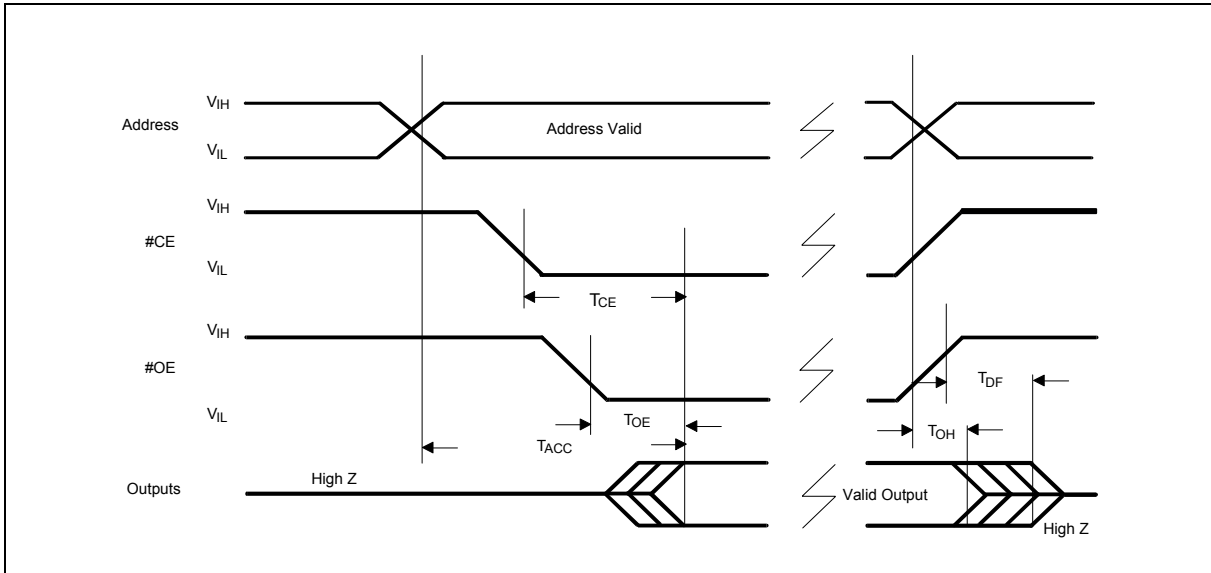 VIH
Address
Address Valid
VIL
VIH
#CE
VIL
TCE
VIH
#OE
TDF
VIL
TOE
TOH
TACC
High Z
Outputs
Valid Output
High Z